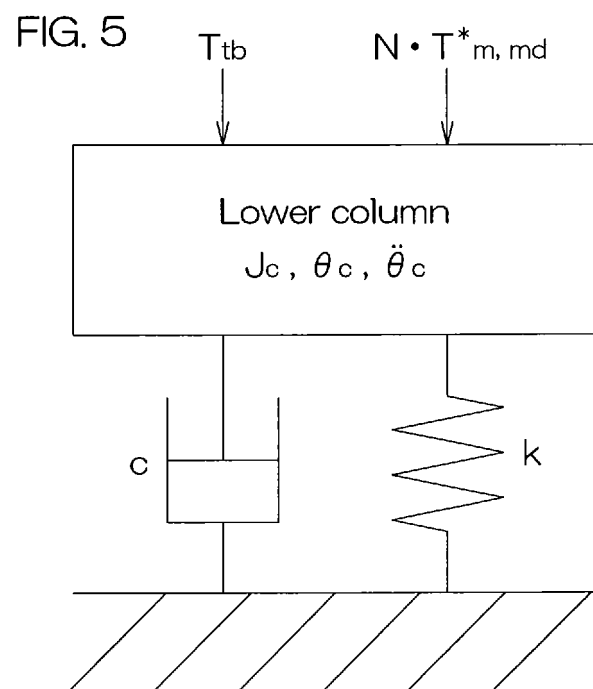 FIG. 5
Ttb
N・T*m, md
Lower column
Jc , θc , θ̈c
c
k